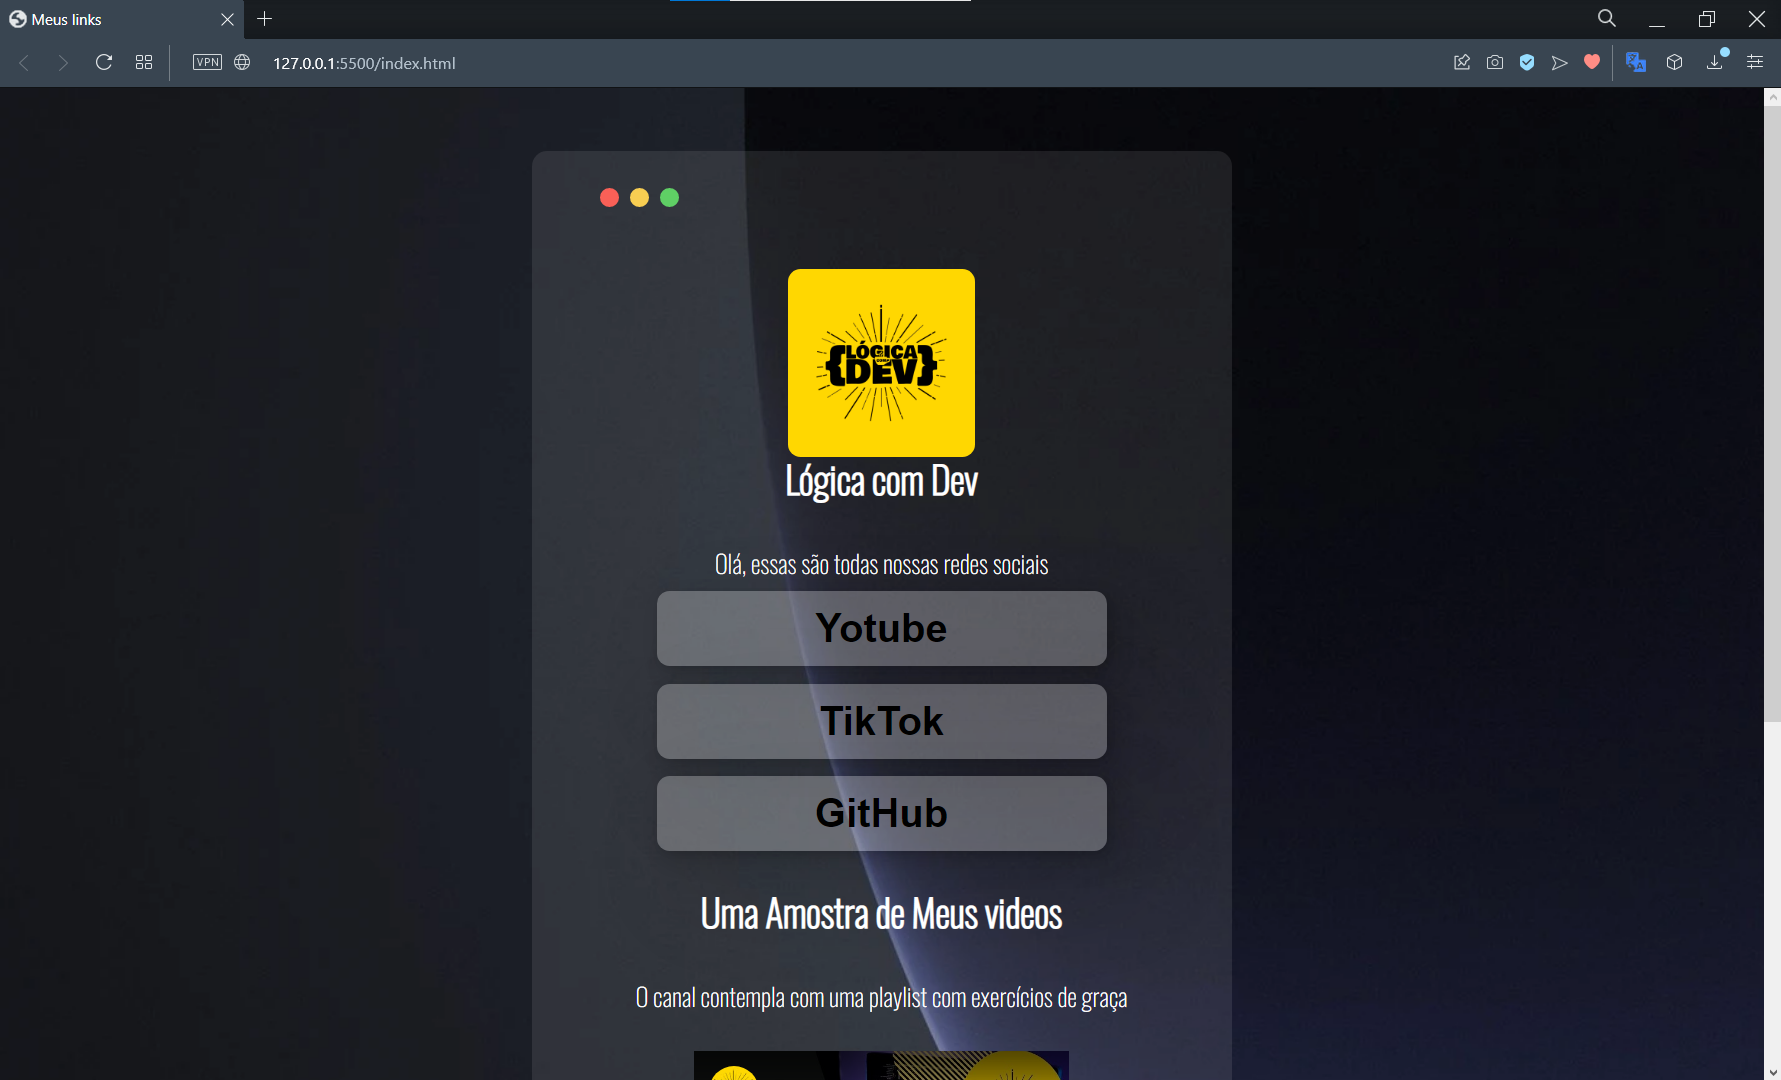 Meus links
VPN
127.0.0.1:5500/index.html
{LÓGICA
DEV}
Lógica com Dev
Olá, essas são todas nossas redes sociais
Yotube
TikTok
GitHub
Uma Amostra de Meus videos
O canal contempla com uma playlist com exercícios de graça